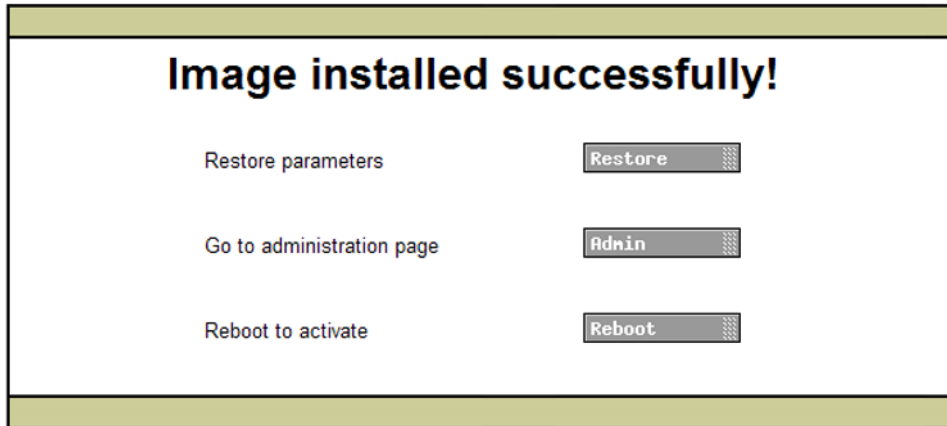 Image installed successfully!
Restore parameters Restore
Go to administration page Admin
Reboot to activate Reboot